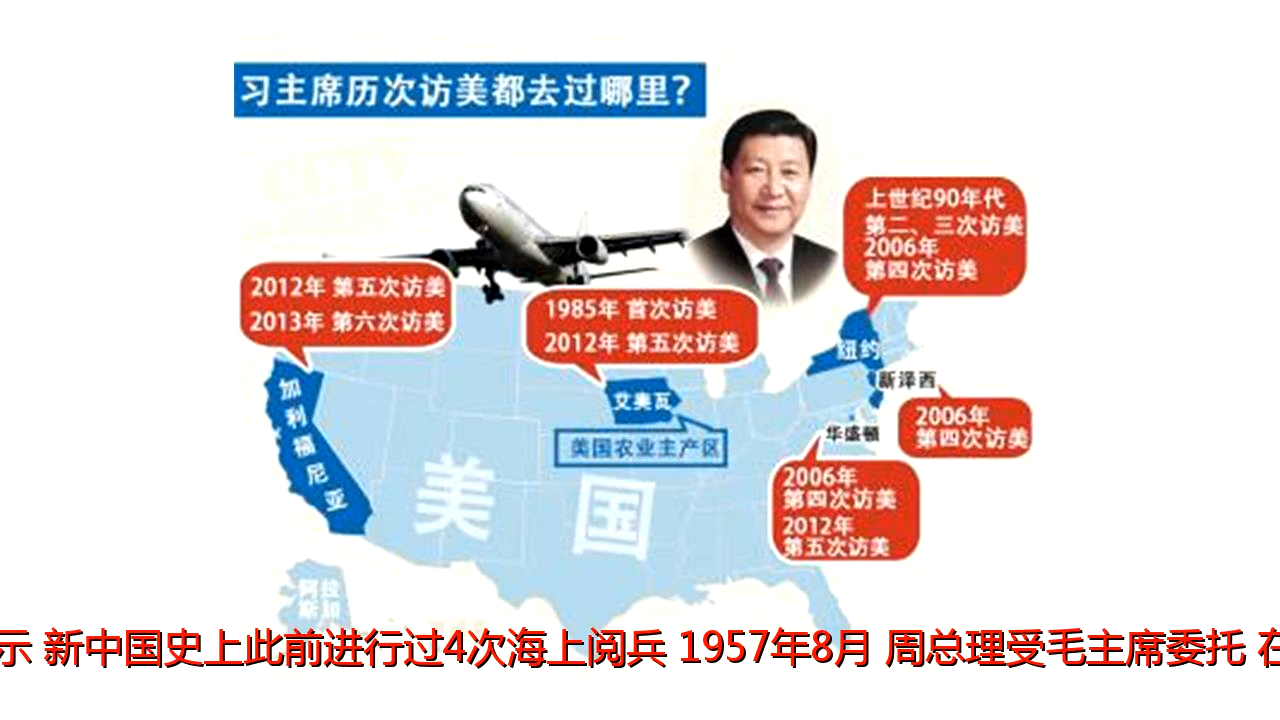 习主席历次访美都去过哪里？
CCTV
上世纪90年代
第二、三次访美
2006年
第四次访美
2012年 第五次访美
2013年 第六次访美
1985年 首次访美
2012年 第五次访美
纽约
新泽西
加利福尼亚
艾奥瓦
2006年
第四次访美
华盛顿
美国农业主产区
2006年
第四次访美
2012年
第五次访美
美国
阿拉
斯加
示 新中国史上此前进行过4次海上阅兵 1957年8月 周总理受毛主席委托 在